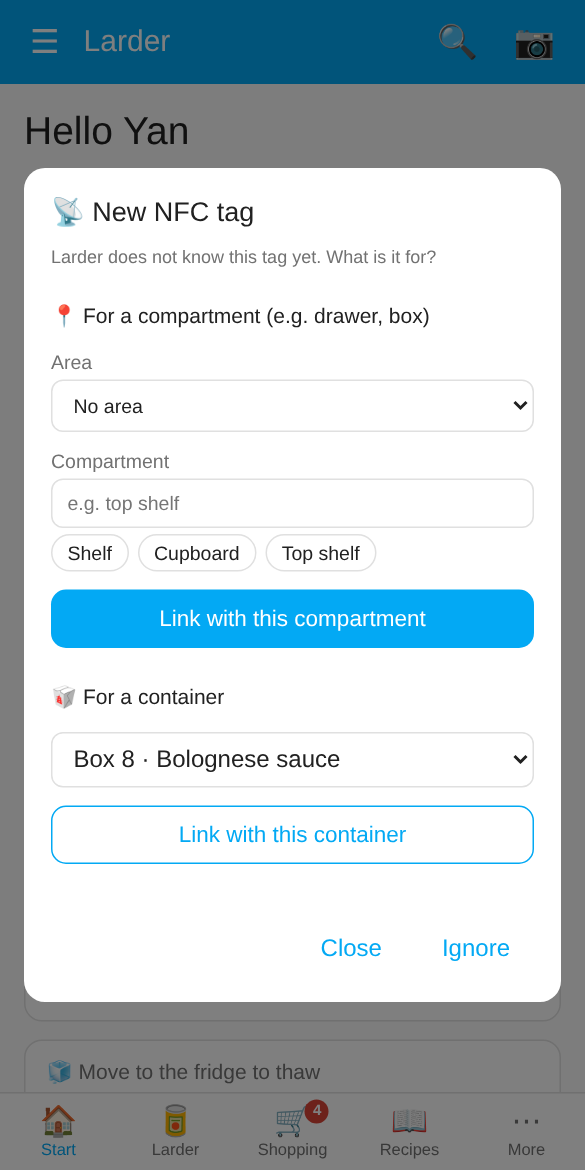 ☰ Larder 🔍 📷
Hello Yan
📡 New NFC tag
Larder does not know this tag yet. What is it for?
📍 For a compartment (e.g. drawer, box)
Area
No area
Compartment
e.g. top shelf
Shelf Cupboard Top shelf
Link with this compartment
🥡 For a container
Box 8 · Bolognese sauce
Link with this container
Close Ignore
🧊 Move to the fridge to thaw
4
Start Larder Shopping Recipes More